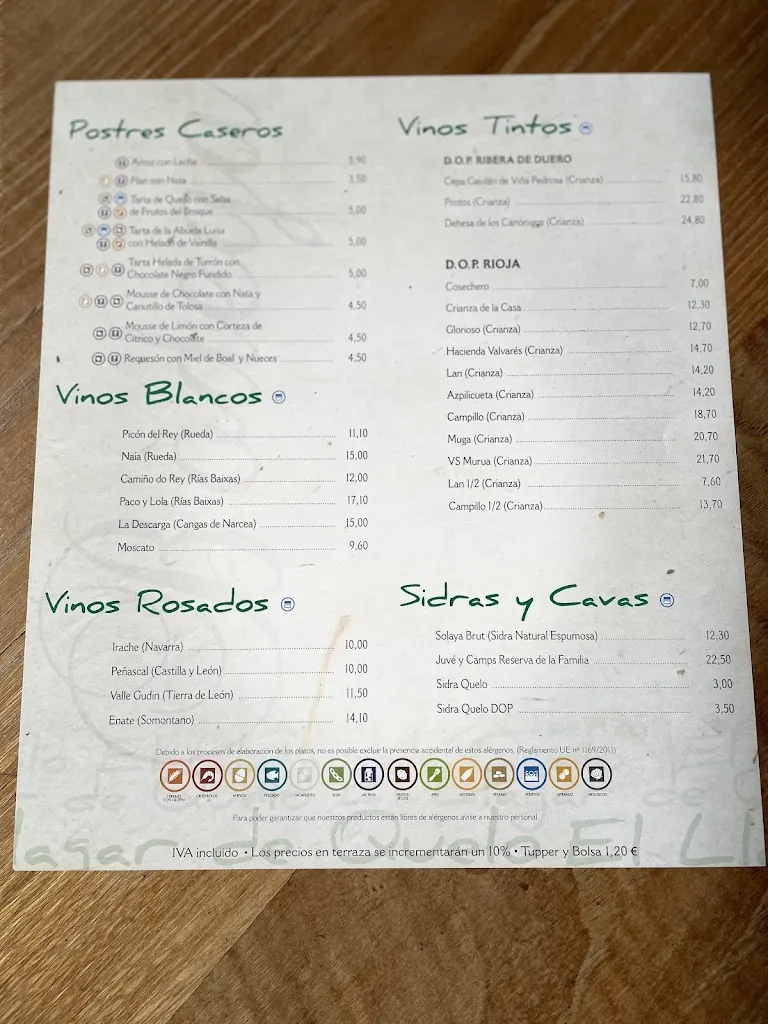 Postres Caseros
Arroz con Leche 3,90
Flan con Nata 3,50
Tarta de Queso con Salsa
de Frutos del Bosque 5,00
Tarta de la Abuela Luisa
con Helado de Vainilla 5,00
Tarta Helada de Turrón con
Chocolate Negro Fundido 5,00
Mousse de Chocolate con Nata y
Canutillo de Tolosa 4,50
Mousse de Limón con Corteza de
Cítrico y Chocolate 4,50
Requesón con Miel de Boal y Nueces 4,50
Vinos Blancos
Picón del Rey (Rueda) 11,10
Naia (Rueda) 15,00
Camiño do Rey (Rías Baixas) 12,00
Paco y Lola (Rías Baixas) 17,10
La Descarga (Cangas de Narcea) 15,00
Moscato 9,60
Vinos Rosados
Irache (Navarra) 10,00
Peñascal (Castilla y León) 10,00
Valle Gudin (Tierra de León) 11,50
Enate (Somontano) 14,10
Vinos Tintos
D.O.P. RIBERA DE DUERO
Capa Gavilán de Viña Pedrosa (Crianza) 15,80
Protos (Crianza) 22,80
Dehesa de los Canónigos (Crianza) 24,80
D.O.P. RIOJA
Cosechero 7,00
Crianza de la Casa 12,30
Glorioso (Crianza) 12,70
Hacienda Valvarés (Crianza) 14,70
Lan (Crianza) 14,20
Azpilicueta (Crianza) 14,20
Campillo (Crianza) 18,70
Muga (Crianza) 20,70
VS Murua (Crianza) 21,70
Lan 1/2 (Crianza) 7,60
Campillo 1/2 (Crianza) 13,70
Sidras y Cavas
Solaya Brut (Sidra Natural Espumosa) 12,30
Juvé y Camps Reserva de la Familia 22,50
Sidra Quelo 3,00
Sidra Quelo DOP 3,50
Debido a los procesos de elaboración de los platos, no es posible excluir la presencia accidental de estos alérgenos. (Reglamento UE nº 1169/2011)
Para poder garantizar que nuestros productos están libres de alérgenos avise a nuestro personal
lagar de Quelo El Li
IVA incluido • Los precios en terraza se incrementarán un 10% • Tupper y Bolsa 1,20 €